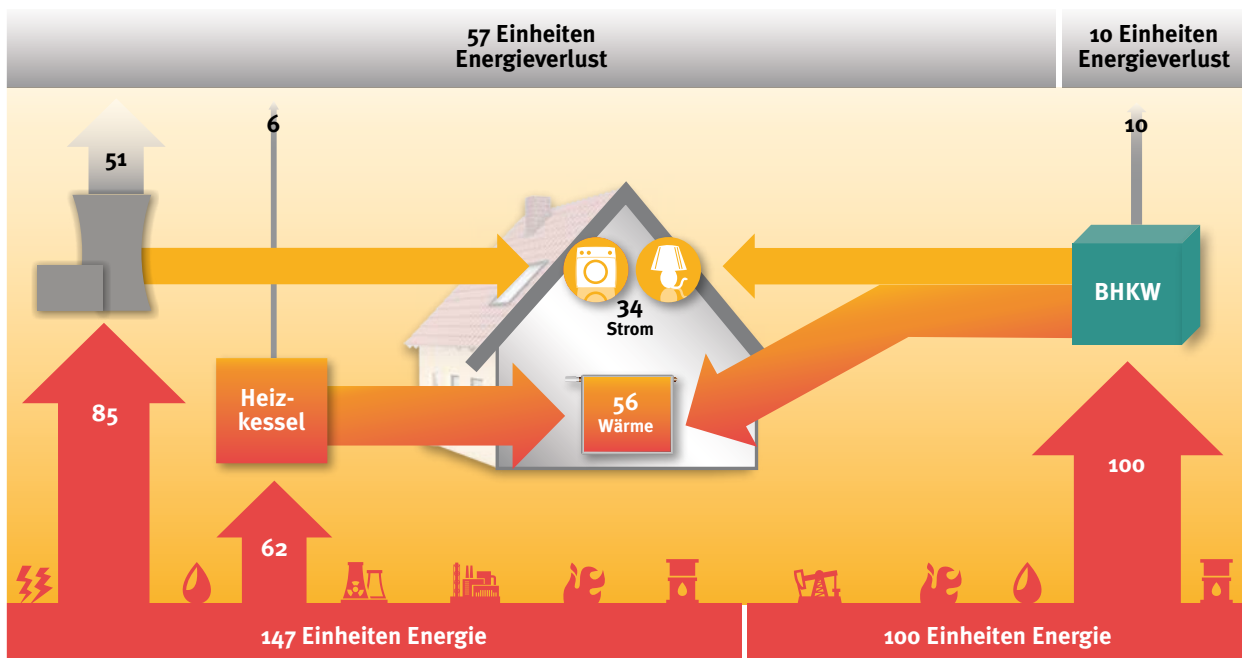 57 Einheiten
Energieverlust
10 Einheiten
Energieverlust
6
10
51
34
Strom
BHKW
Heiz-
kessel
56
Wärme
85
100
62
147 Einheiten Energie
100 Einheiten Energie